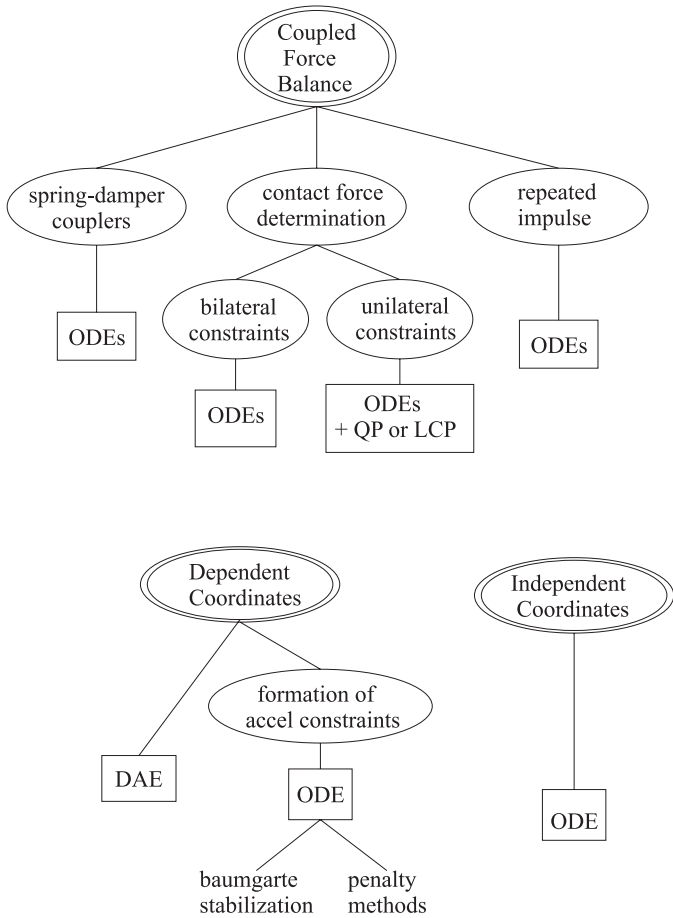 Coupled
Force
Balance
spring-damper
couplers
contact force
determination
repeated
impulse
bilateral
constraints
unilateral
constraints
ODEs
ODEs
ODEs
+ QP or LCP
ODEs
Dependent
Coordinates
Independent
Coordinates
formation of
accel constraints
DAE
ODE
ODE
baumgarte
stabilization
penalty
methods